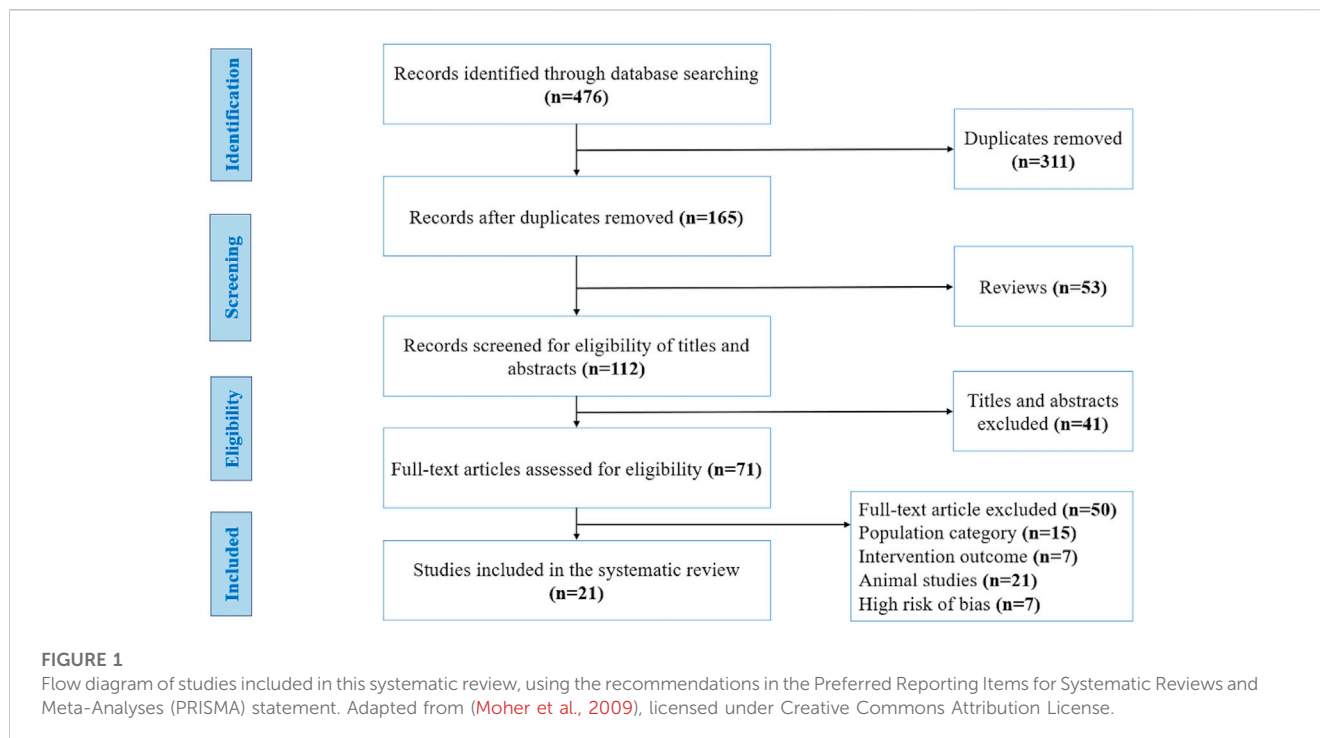 Identification
Records identified through database searching
(n=476)
Duplicates removed
(n=311)
Screening
Records after duplicates removed (n=165)
Reviews (n=53)
Records screened for eligibility of titles and
abstracts (n=112)
Eligibility
Titles and abstracts
excluded (n=41)
Full-text articles assessed for eligibility (n=71)
Included
Full-text article excluded (n=50)
Population category (n=15)
Intervention outcome (n=7)
Animal studies (n=21)
High risk of bias (n=7)
Studies included in the systematic review
(n=21)
FIGURE 1
Flow diagram of studies included in this systematic review, using the recommendations in the Preferred Reporting Items for Systematic Reviews and
Meta-Analyses (PRISMA) statement. Adapted from (Moher et al., 2009), licensed under Creative Commons Attribution License.